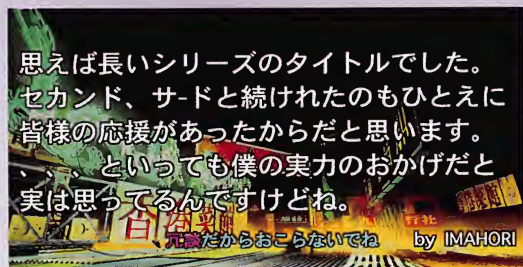 思えば長いシリーズのタイトルでした。
セカンド、サ-ドと続けれたのもひとえに
皆様の応援があったからだと思います。
、、、といっても僕の実力のおかげだと
実は思ってるんですけどね。
冗談だからおこらないでね by IMAHORI